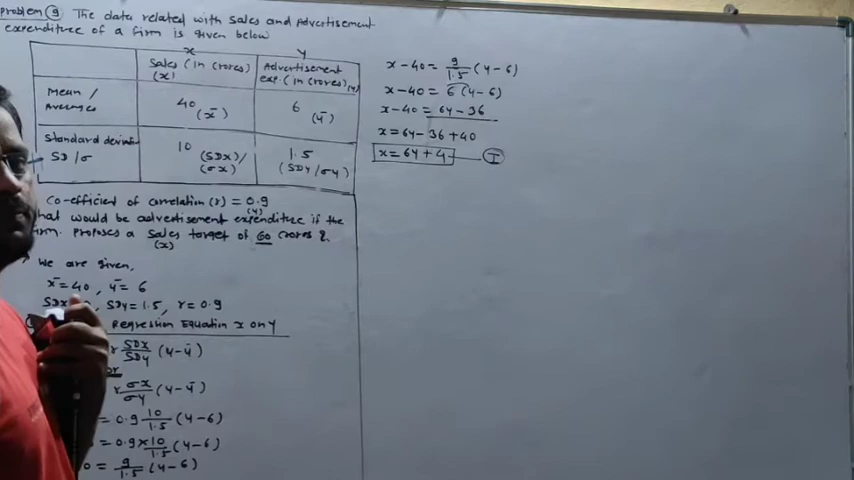 problem 9 The data related with sales and Advertisement
expenditure of a firm is given below
x y
Sales (in crores) (x) Advertisement exp. (in crores) (y)
Mean / Averages 40 (x̄) 6 (ȳ)
Standard deviation SD/σ 10 (SDx)/(σx) 1.5 (SDy/σy)
co-efficient of correlation (r) = 0.9
would be advertisement expenditure (y) if the
proposes a sales target of 60 crores ?
(x)
we are given,
x̄ = 40, ȳ = 6
SDx , SDy = 1.5, r = 0.9
Regression Equation x on y
r SDx/SDy (y-ȳ)
or
r σx/σy (y-ȳ)
= 0.9 10/1.5 (y-6)
= 0.9 × 10/1.5 (y-6)
= 9/1.5 (y-6)
x-40 = 9/1.5 (y-6)
x-40 = 6(y-6)
x-40 = 6y-36
x = 6y-36+40
x = 6y+4 — I